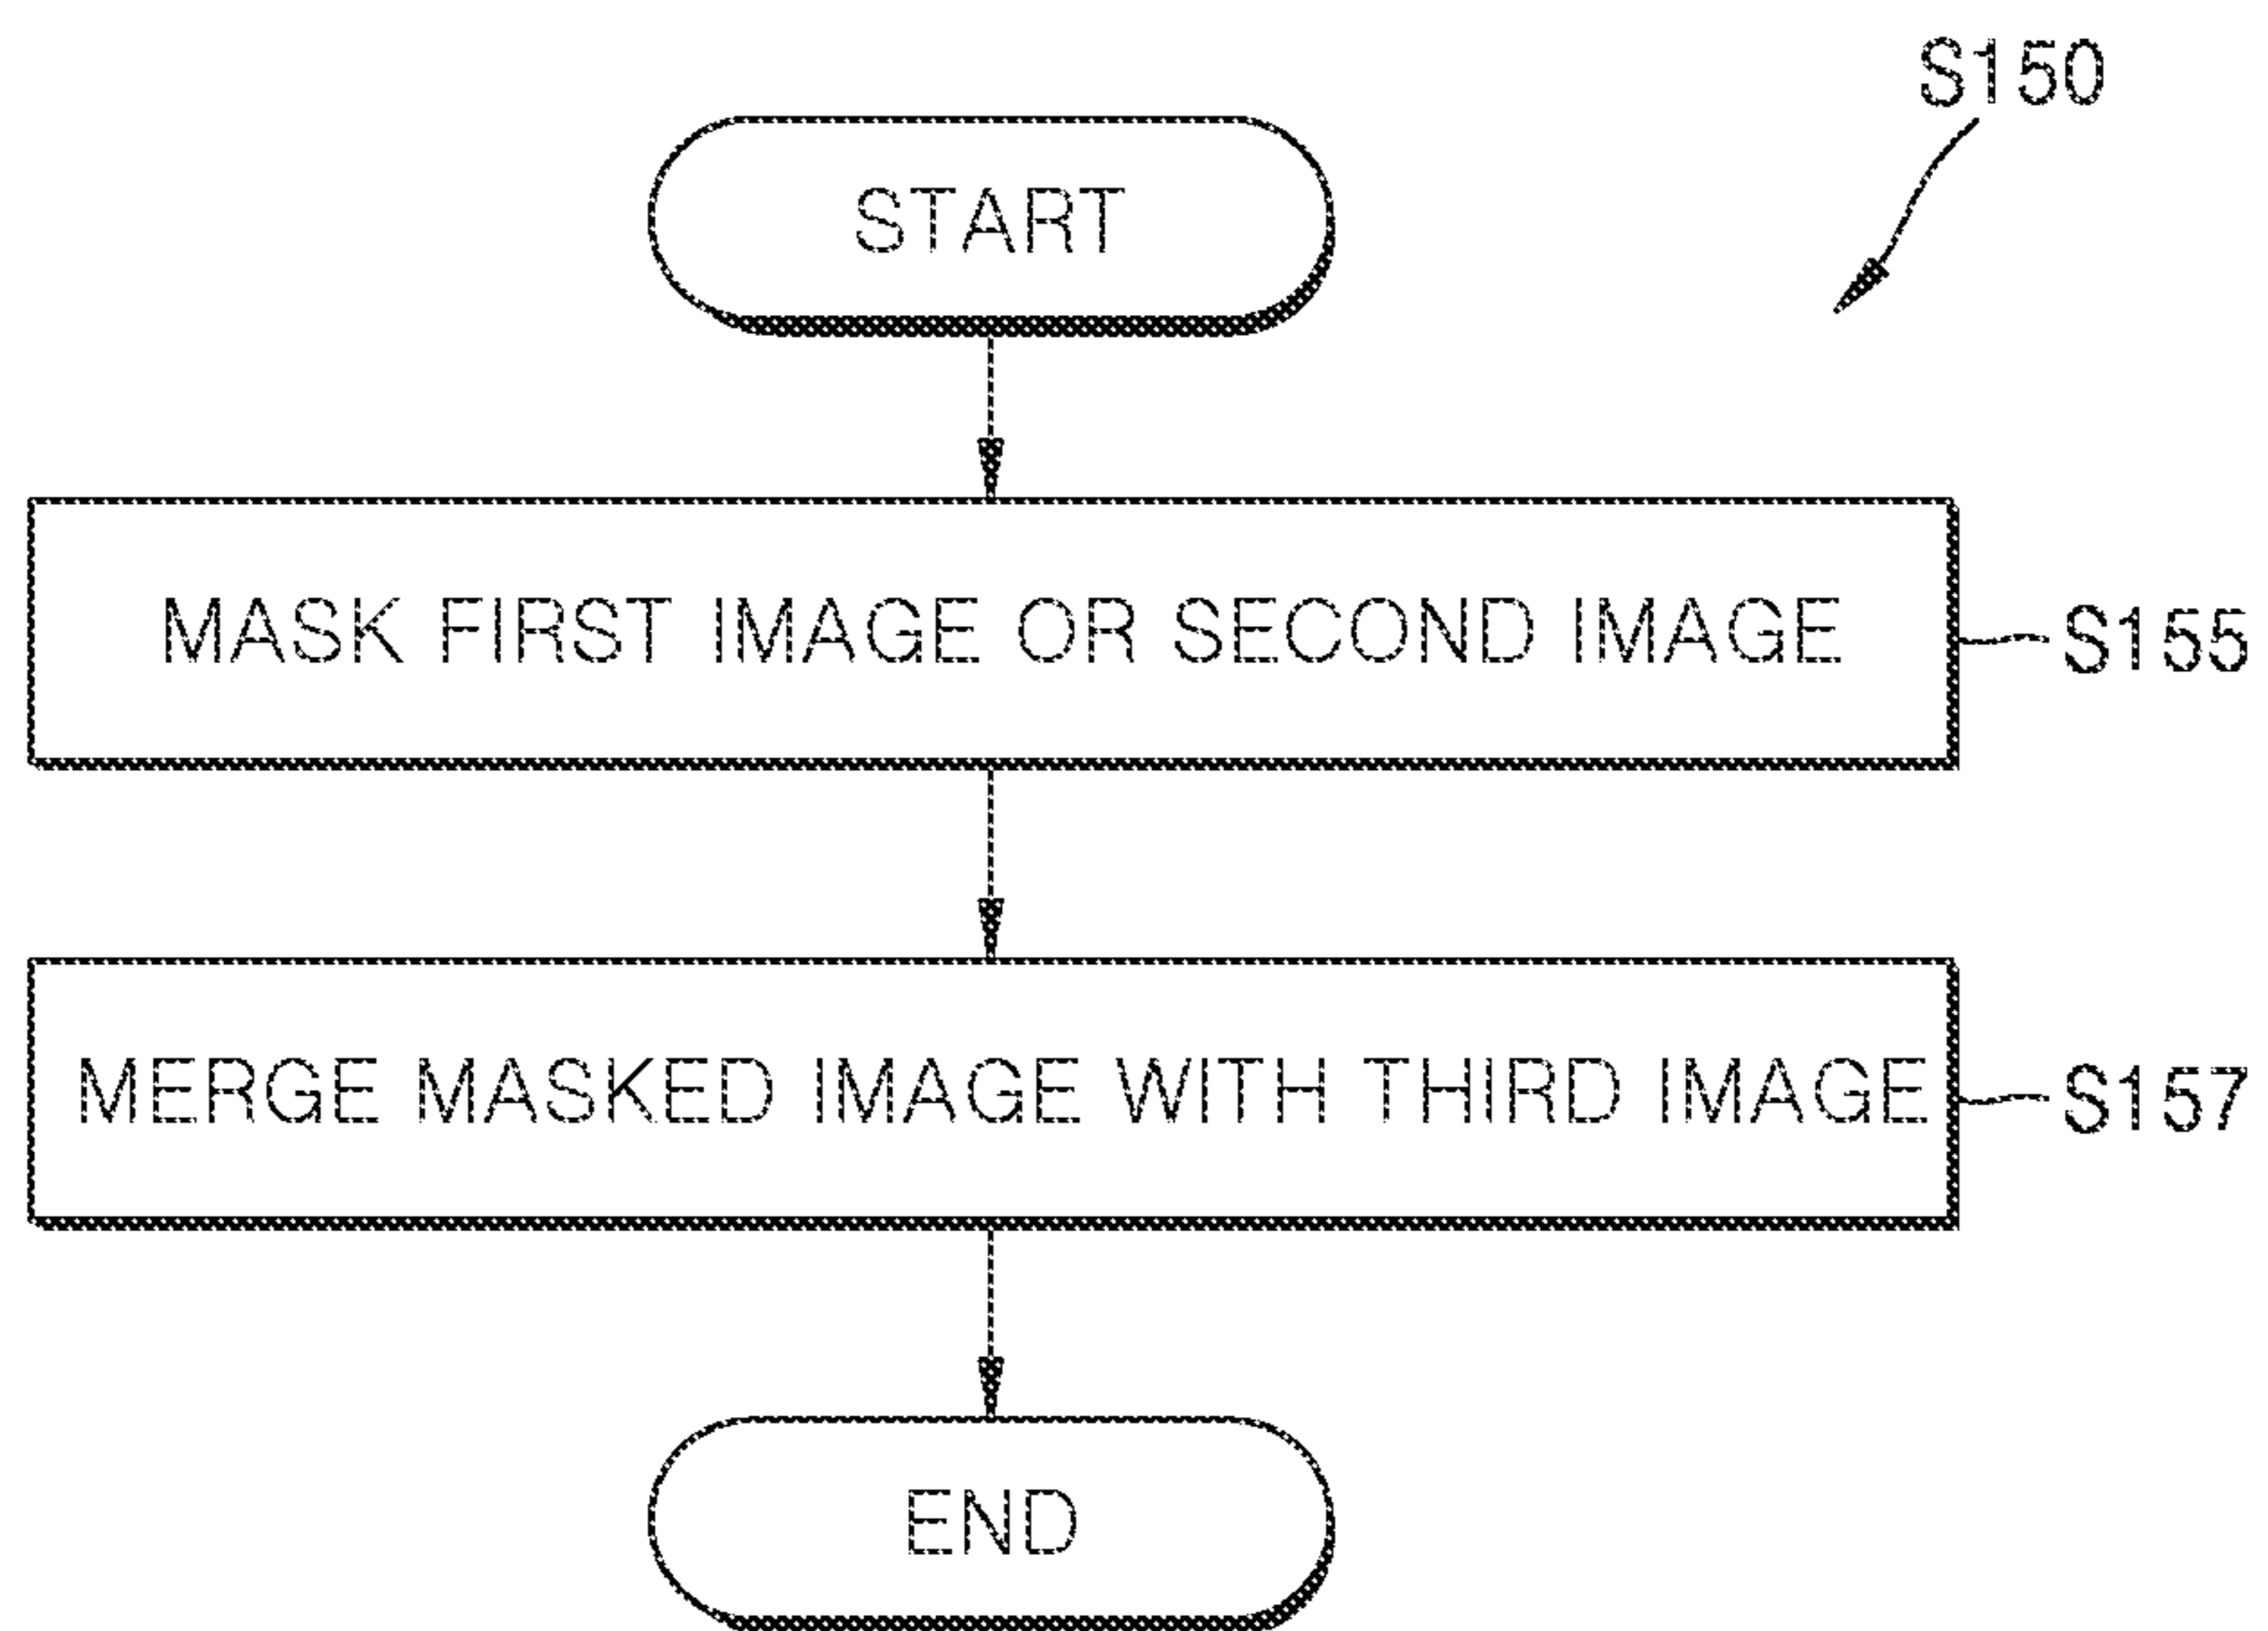 S150
START
MASK FIRST IMAGE OR SECOND IMAGE
S155
MERGE MASKED IMAGE WITH THIRD IMAGE
S157
END